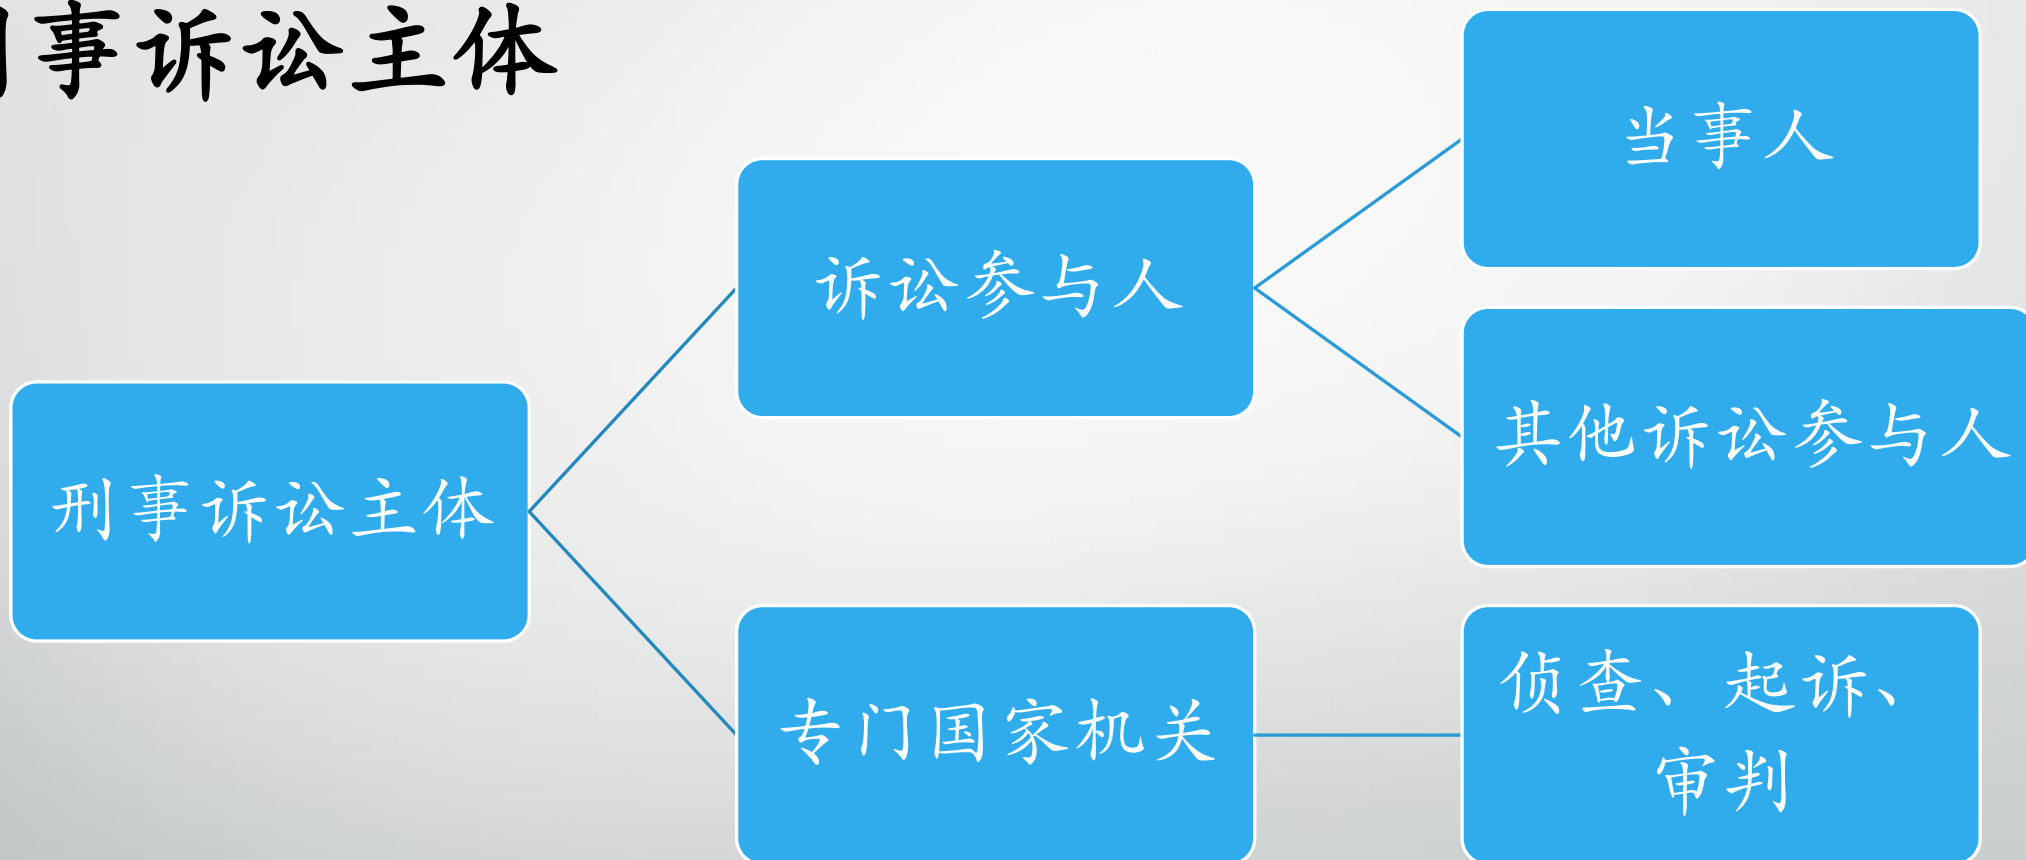 刑事诉讼主体
当事人
诉讼参与人
其他诉讼参与人
刑事诉讼主体
专门国家机关
侦查、起诉、
审判